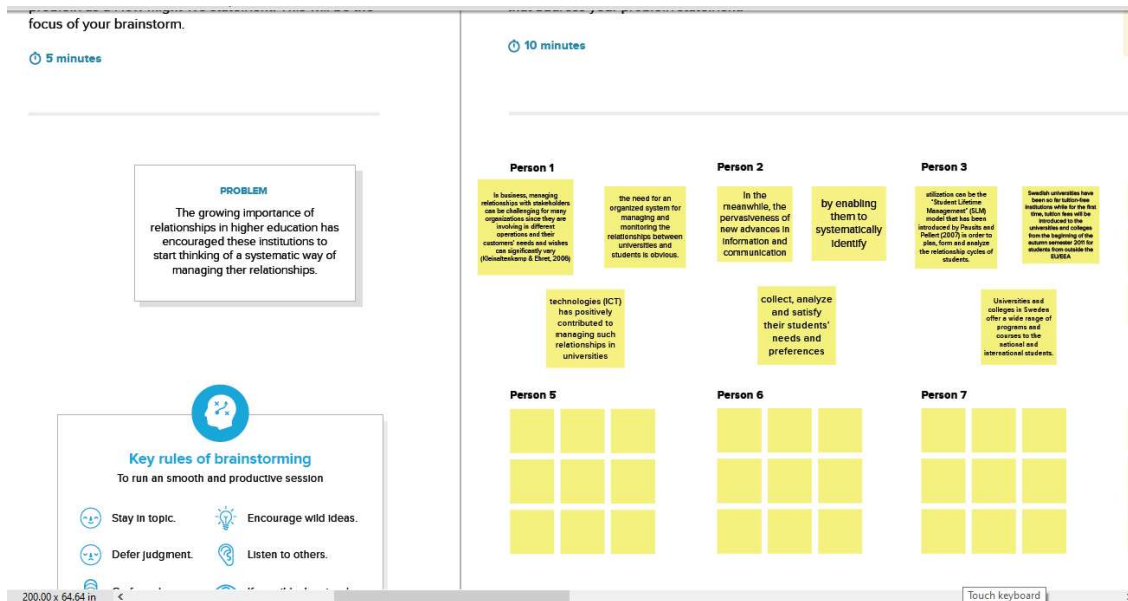 focus of your brainstorm.
5 minutes
PROBLEM
The growing importance of
relationships in higher education has
encouraged these institutions to
start thinking of a systematic way of
managing ther relationships.
Key rules of brainstorming
To run an smooth and productive session
Stay in topic.
Encourage wild ideas.
Defer judgment.
Listen to others.
10 minutes
Person 1
In business, managing
relationships with stakeholders
can be challenging for many
organizations since they are
involving in different
operations and their
customers' needs and wishes
can significantly vary
(Kleinaltenkamp & Ehret, 2006)
the need for an
organized system for
managing and
monitoring the
relationships between
universities and
students is obvious.
technologies (ICT)
has positively
contributed to
managing such
relationships in
universities
Person 2
In the
meanwhile, the
pervasiveness of
new advances in
information and
communication
by enabling
them to
systematically
identify
collect, analyze
and satisfy
their students'
needs and
preferences
Person 3
utilization can be the
"Student Lifetime
Management" (SLM)
model that has been
introduced by Pausits and
Pellert (2007) in order to
plan, form and analyze
the relationship cycles of
students.
Swedish universities have
been so far tuition-free
institutions while for the first
time, tuition fees will be
introduced to the
universities and colleges
from the beginning of the
autumn semester 2011 for
students from outside the
EU/EEA
Universities and
colleges in Sweden
offer a wide range of
programs and
courses to the
national and
international students.
Person 5
Person 6
Person 7
200.00 x 64.64 in
Touch keyboard